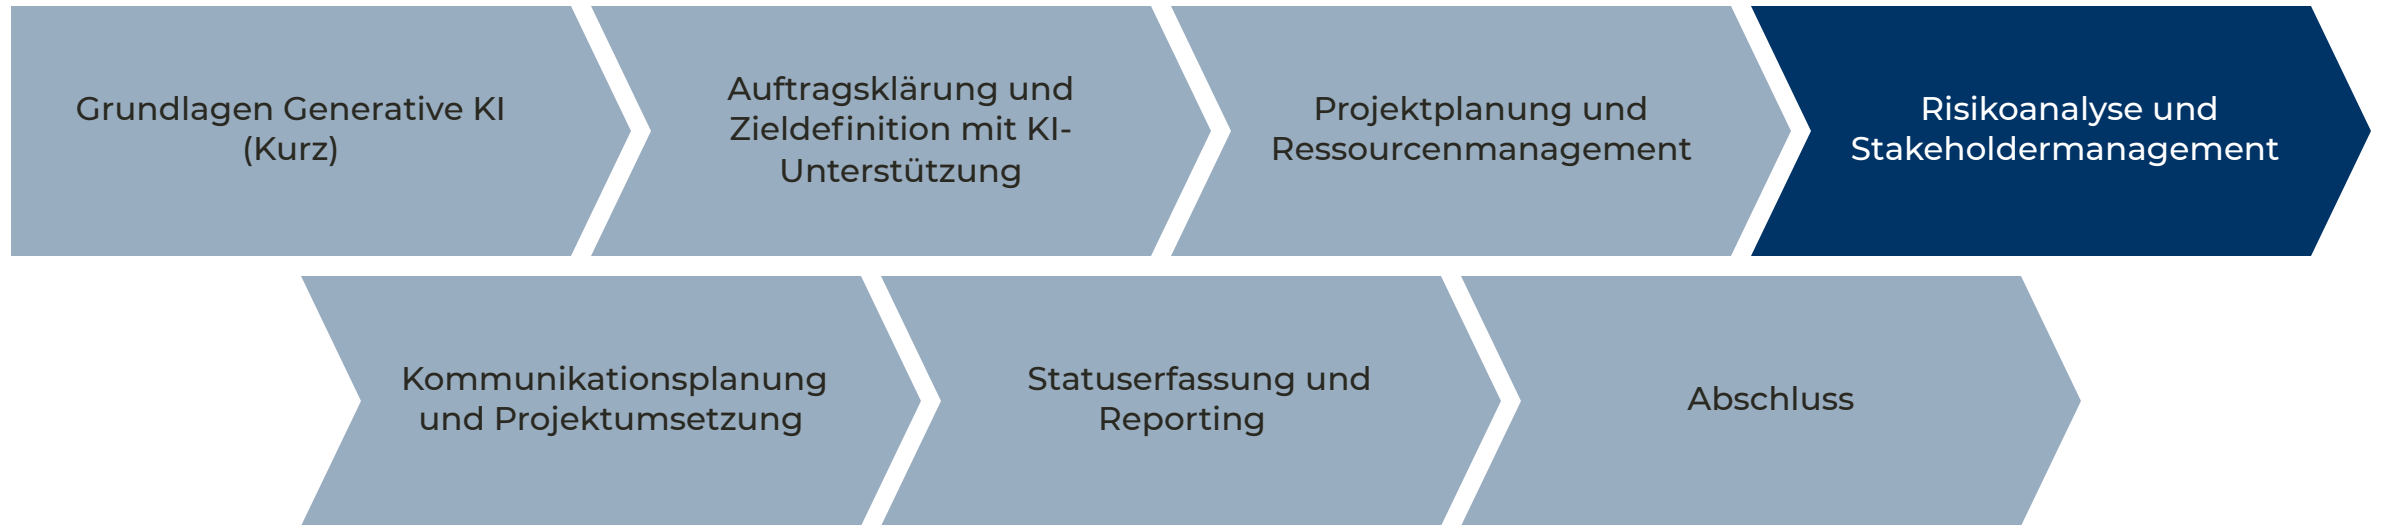 Grundlagen Generative KI
(Kurz)
Auftragsklärung und
Zieldefinition mit KI-
Unterstützung
Projektplanung und
Ressourcenmanagement
Risikoanalyse und
Stakeholdermanagement
Kommunikationsplanung
und Projektumsetzung
Statuserfassung und
Reporting
Abschluss